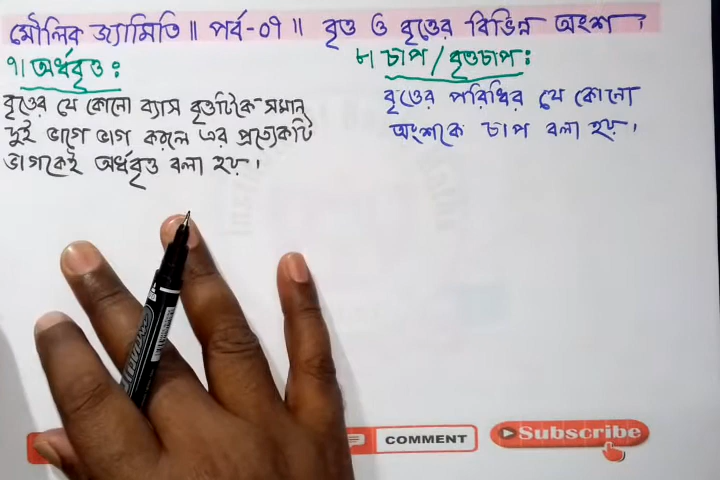 মৌলিক জ্যামিতি ॥ পর্ব-০৭ ॥ বৃত্ত ও বৃত্তের বিভিন্ন অংশ ।
৭। অর্ধবৃত্ত :
বৃত্তের যে কোনো ব্যাস বৃত্তটিকে সমান
দুই ভাগে ভাগ করলে এর প্রত্যেকটি
ভাগকেই অর্ধবৃত্ত বলা হয় ।
৮। চাপ / বৃত্তচাপ :
বৃত্তের পরিধির যে কোনো
অংশকে চাপ বলা হয় ।
COMMENT
Subscribe